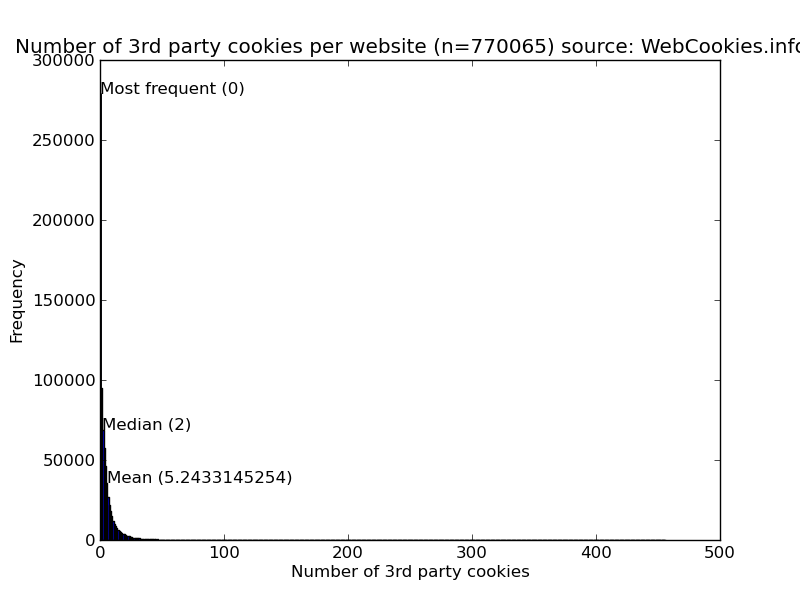 Number of 3rd party cookies per website (n=770065) source: WebCookies.info
300000
Most frequent (0)
250000
200000
150000
Frequency
100000
Median (2)
50000
Mean (5.2433145254)
0
0 100 200 300 400 500
Number of 3rd party cookies